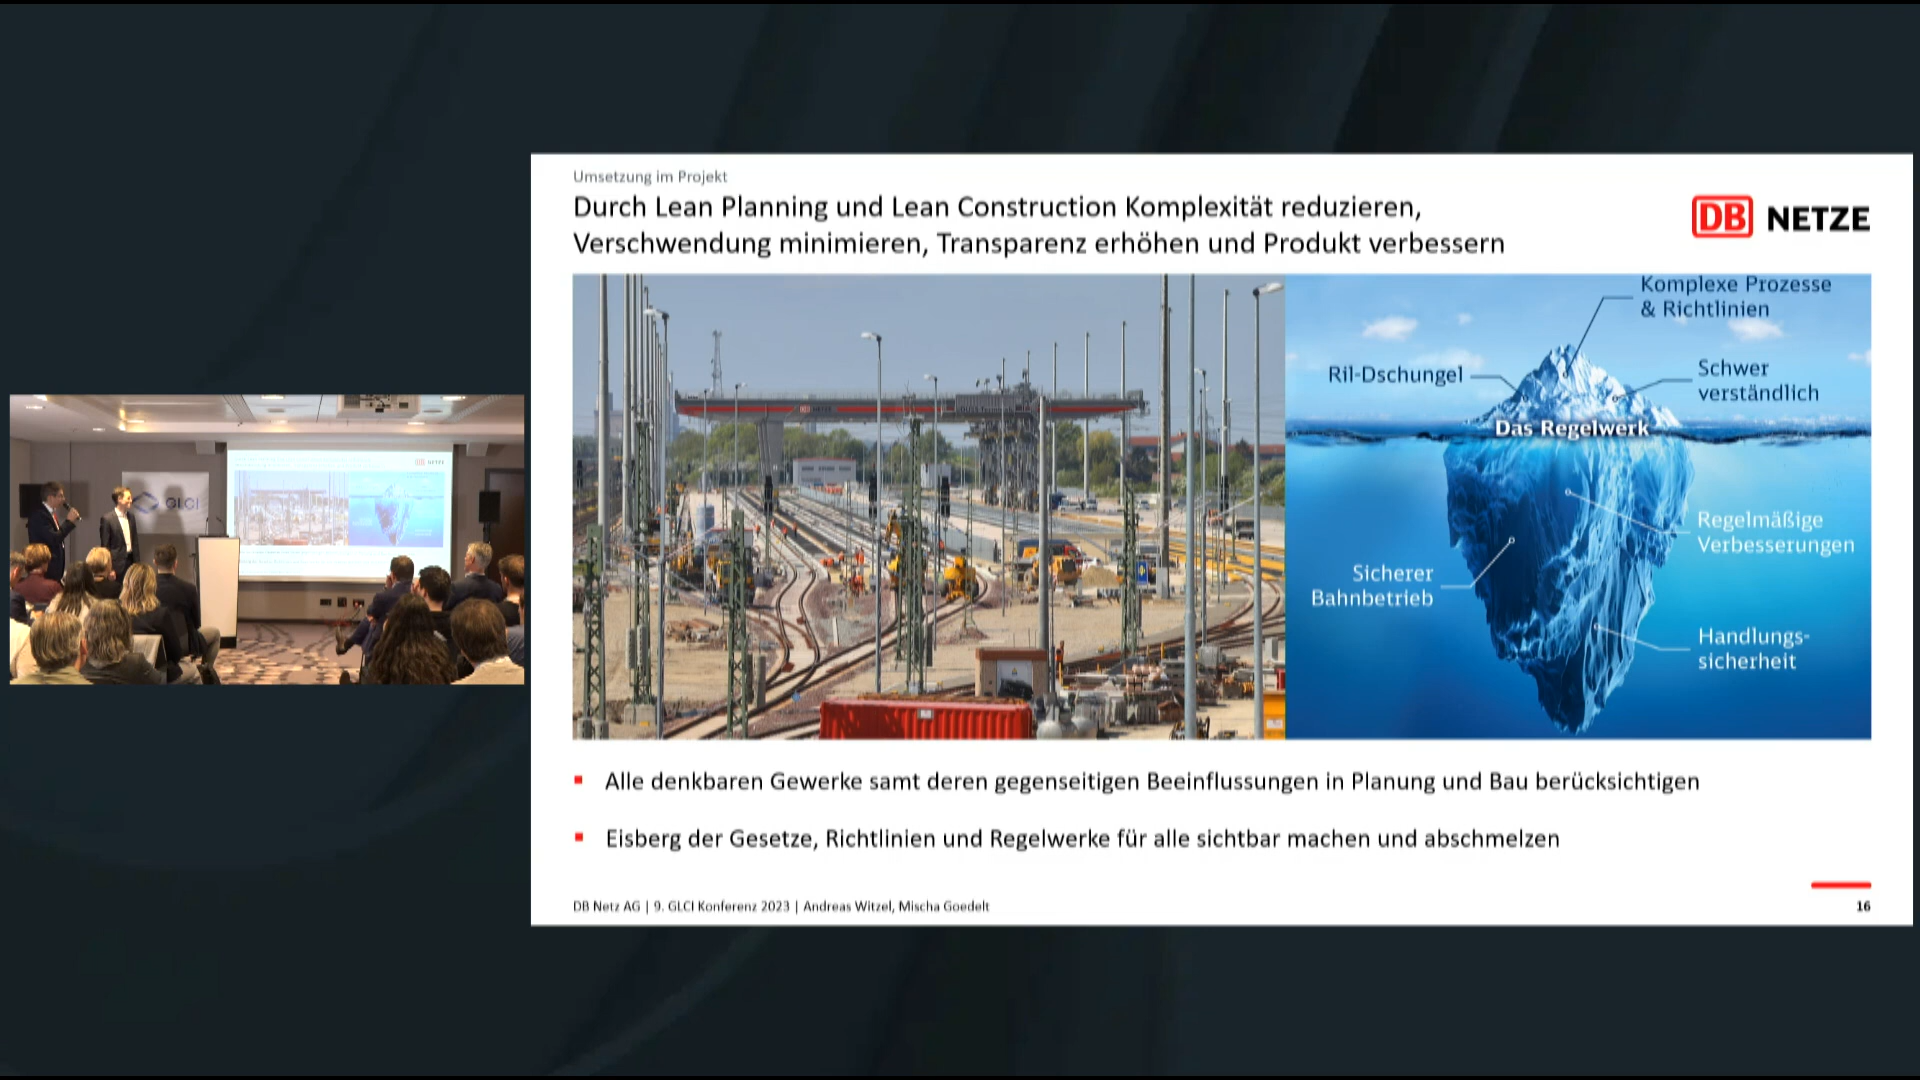 Umsetzung im Projekt
Durch Lean Planning und Lean Construction Komplexität reduzieren,
Verschwendung minimieren, Transparenz erhöhen und Produkt verbessern
DB NETZE
Komplexe Prozesse
& Richtlinien
Ril-Dschungel
Schwer
verständlich
Das Regelwerk
Regelmäßige
Verbesserungen
Sicherer
Bahnbetrieb
Handlungs-
sicherheit
Alle denkbaren Gewerke samt deren gegenseitigen Beeinflussungen in Planung und Bau berücksichtigen
Eisberg der Gesetze, Richtlinien und Regelwerke für alle sichtbar machen und abschmelzen
DB Netz AG | 9. GLCI Konferenz 2023 | Andreas Witzel, Mischa Goedelt
16
GLCI